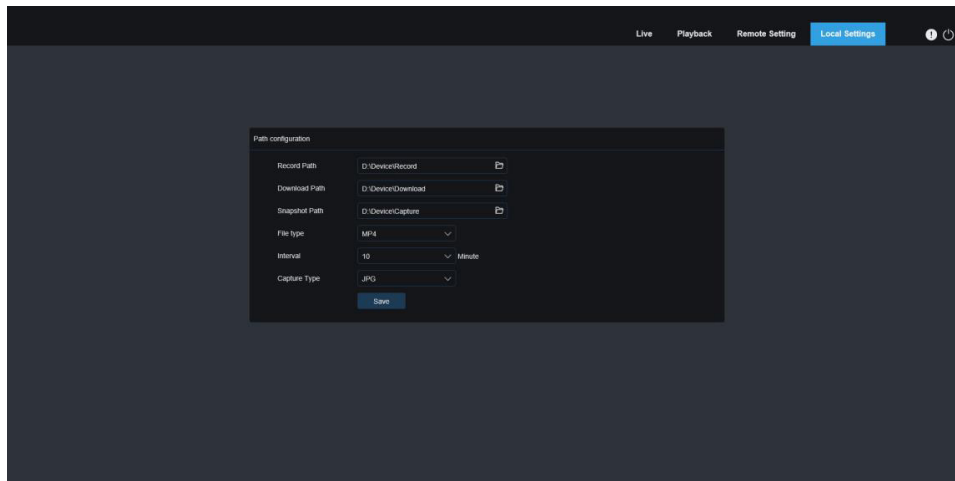 Live Playback Remote Setting Local Settings
Path configuration
Record Path D:\Device\Record
Download Path D:\Device\Download
Snapshot Path D:\Device\Capture
File type MP4
Interval 10 Minute
Capture Type JPG
Save